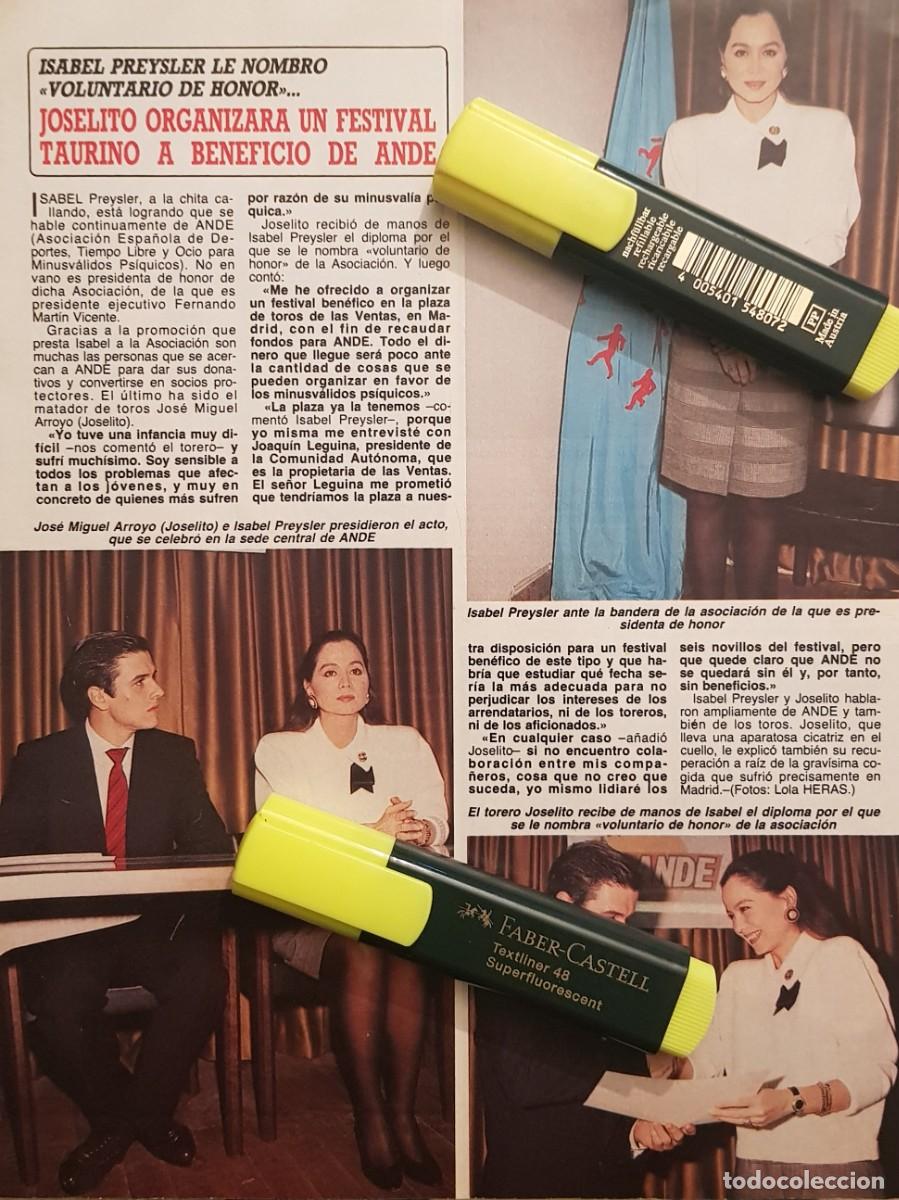 ISABEL PREYSLER LE NOMBRO
«VOLUNTARIO DE HONOR»...
JOSELITO ORGANIZARA UN FESTIVAL
TAURINO A BENEFICIO DE ANDE
ISABEL Preysler, a la chita ca-
llando, está logrando que se
hable continuamente de ANDE
(Asociación Española de De-
portes, Tiempo Libre y Ocio para
Minusválidos Psíquicos). No en
vano es presidenta de honor de
dicha Asociación, de la que es
presidente ejecutivo Fernando
Martín Vicente.
Gracias a la promoción que
presta Isabel a la Asociación son
muchas las personas que se acer-
can a ANDE para dar sus dona-
tivos y convertirse en socios pro-
tectores. El último ha sido el
matador de toros José Miguel
Arroyo (Joselito).
«Yo tuve una infancia muy di-
fícil –nos comentó el torero– y
sufrí muchísimo. Soy sensible a
todos los problemas que afec-
tan a los jóvenes, y muy en
concreto de quienes más sufren
por razón de su minusvalía
quica.»
Joselito recibió de manos de
Isabel Preysler el diploma por el
que se le nombra «voluntario de
honor» de la Asociación. Y luego
contó:
«Me he ofrecido a organizar
un festival benéfico en la plaza
de toros de las Ventas, en Ma-
drid, con el fin de recaudar
fondos para ANDE. Todo el di-
nero que llegue será poco ante
la cantidad de cosas que se
pueden organizar en favor de
los minusválidos psíquicos.»
«La plaza ya la tenemos –co-
mentó Isabel Preysler–, porque
yo misma me entrevisté con
Joaquín Leguina, presidente de
la Comunidad Autónoma, que
es la propietaria de las Ventas.
El señor Leguina me prometió
que tendríamos la plaza a nues-
José Miguel Arroyo (Joselito) e Isabel Preysler presidieron el acto,
que se celebró en la sede central de ANDE
nachfüllbar
refillable
rechargeable
ricaricabile
recargable
4 005401 548072
PP
Made in
Austria
Isabel Preysler ante la bandera de la asociación de la que es pre-
sidenta de honor
tra disposición para un festival
benéfico de este tipo y que ha-
bría que estudiar qué fecha se-
ría la más adecuada para no
perjudicar los intereses de los
arrendatarios, ni de los toreros,
ni de los aficionados.»
«En cualquier caso –añadió
Joselito– si no encuentro cola-
boración entre mis compa-
ñeros, cosa que no creo que
suceda, yo mismo lidiaré los
seis novillos del festival, pero
que quede claro que ANDE no
se quedará sin él y, por tanto,
sin beneficios.»
Isabel Preysler y Joselito habla-
ron ampliamente de ANDE y tam-
bién de los toros. Joselito, que
lleva una aparatosa cicatriz en el
cuello, le explicó también su recu-
peración a raíz de la gravísima co-
gida que sufrió precisamente en
Madrid.–(Fotos: Lola HERAS.)
El torero Joselito recibe de manos de Isabel el diploma por el que
se le nombra «voluntario de honor» de la asociación
ANDE
FABER-CASTELL
Textliner 48
Superfluorescent
todocoleccion